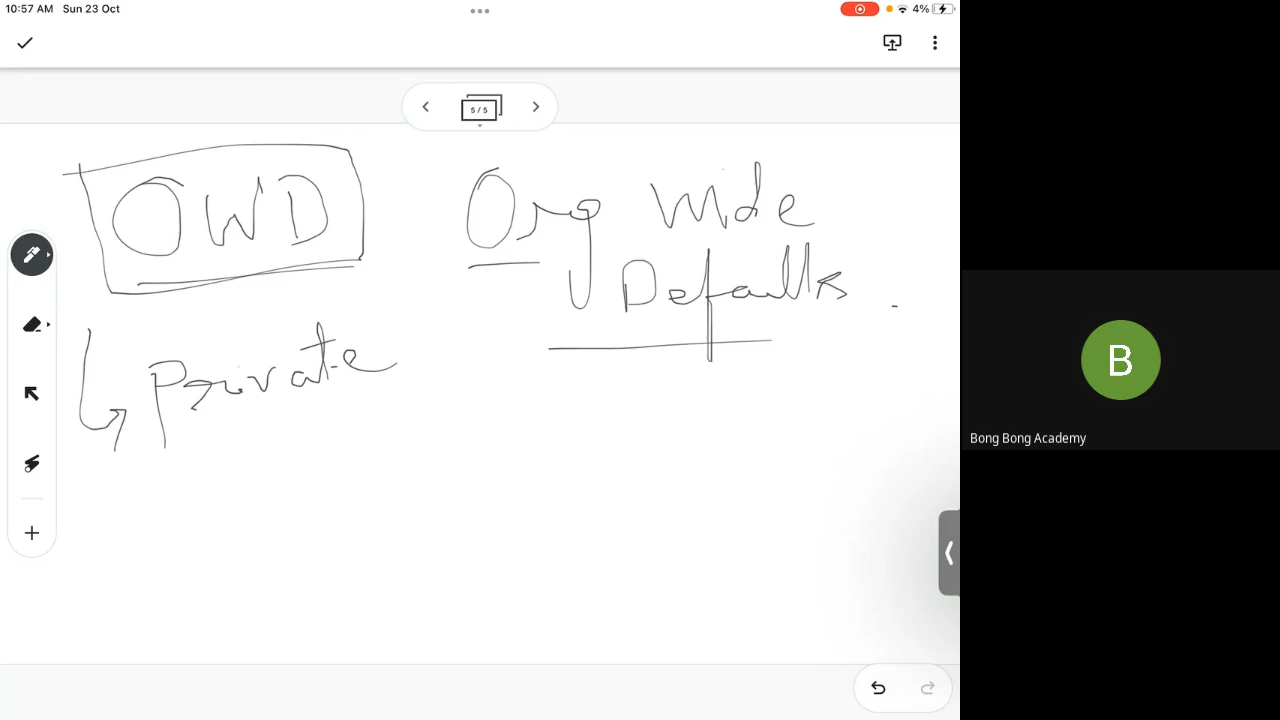 10:57 AM Sun 23 Oct
4%
5 / 5
OWD
Org Wide
Defaults
Private
B
Bong Bong Academy